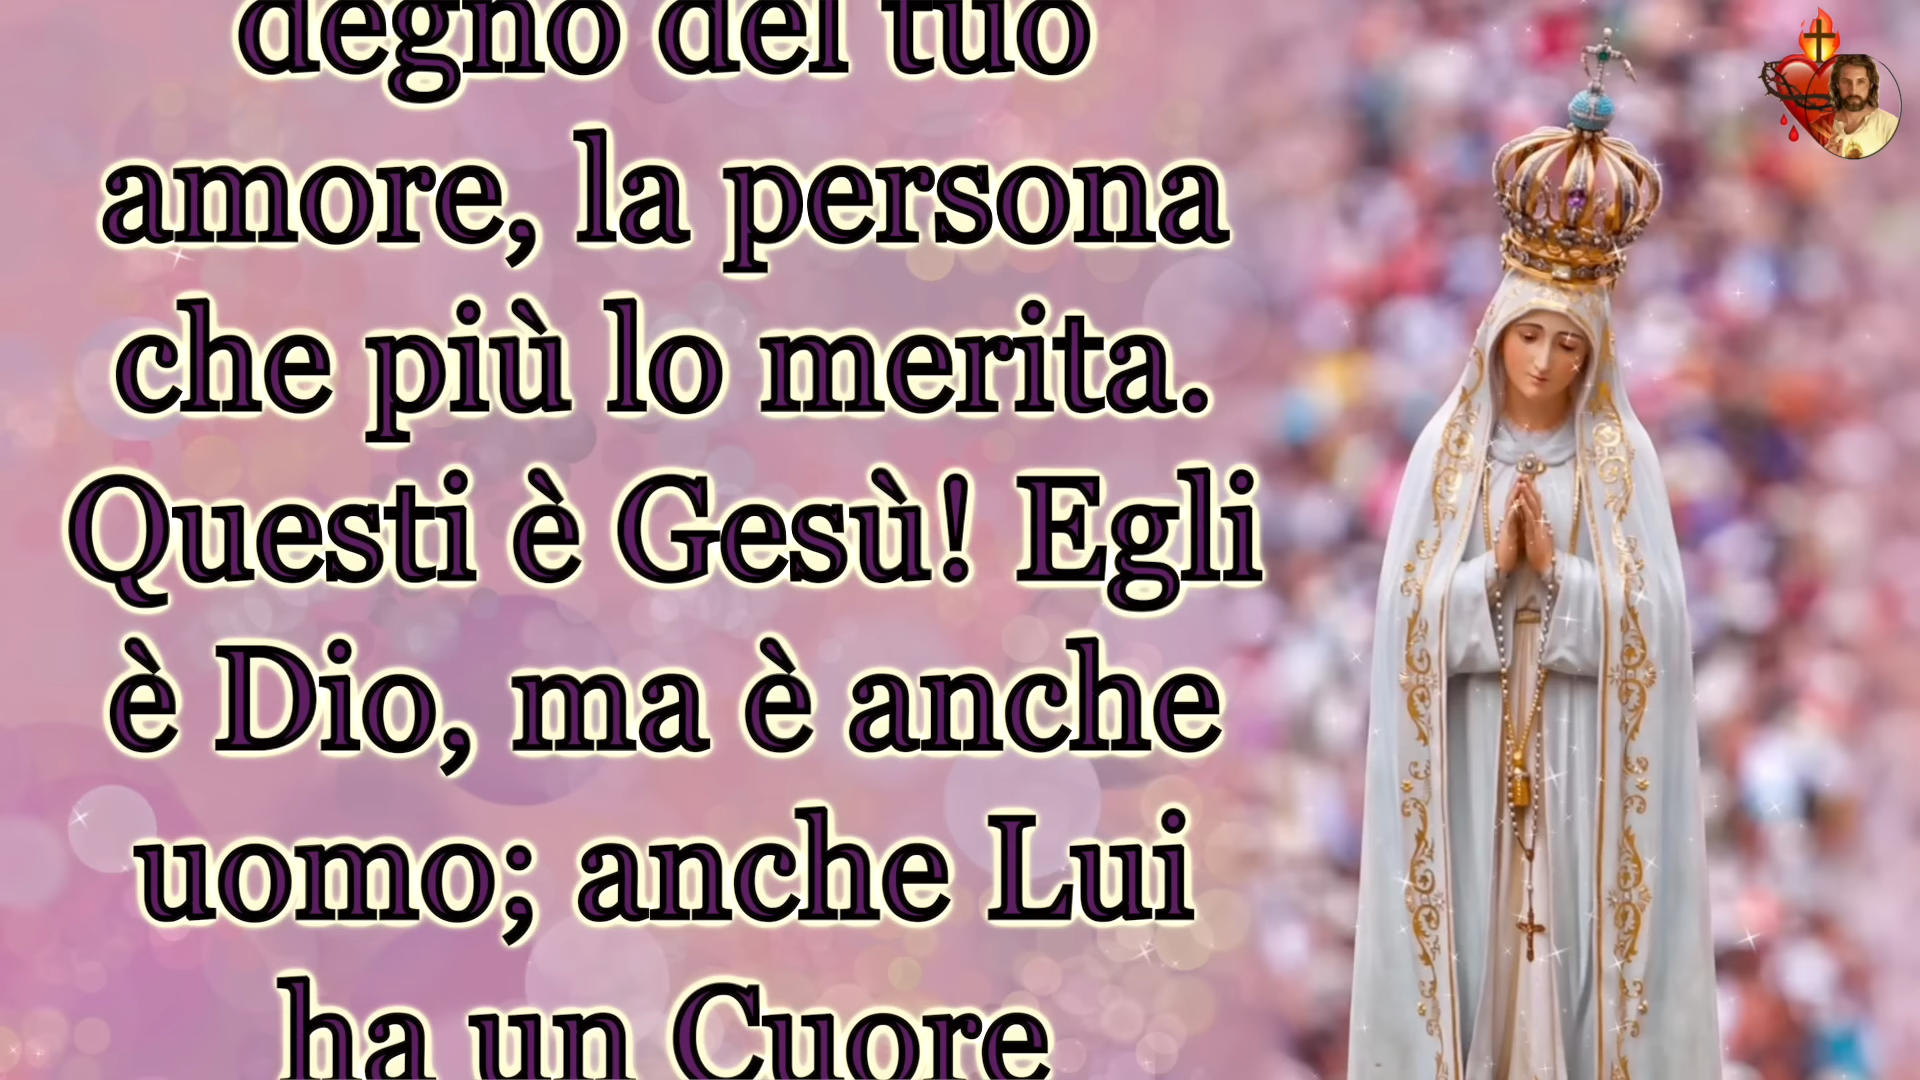 degno del tuo
amore, la persona
che più lo merita.
Questi è Gesù! Egli
è Dio, ma è anche
uomo; anche Lui
ha un Cuore